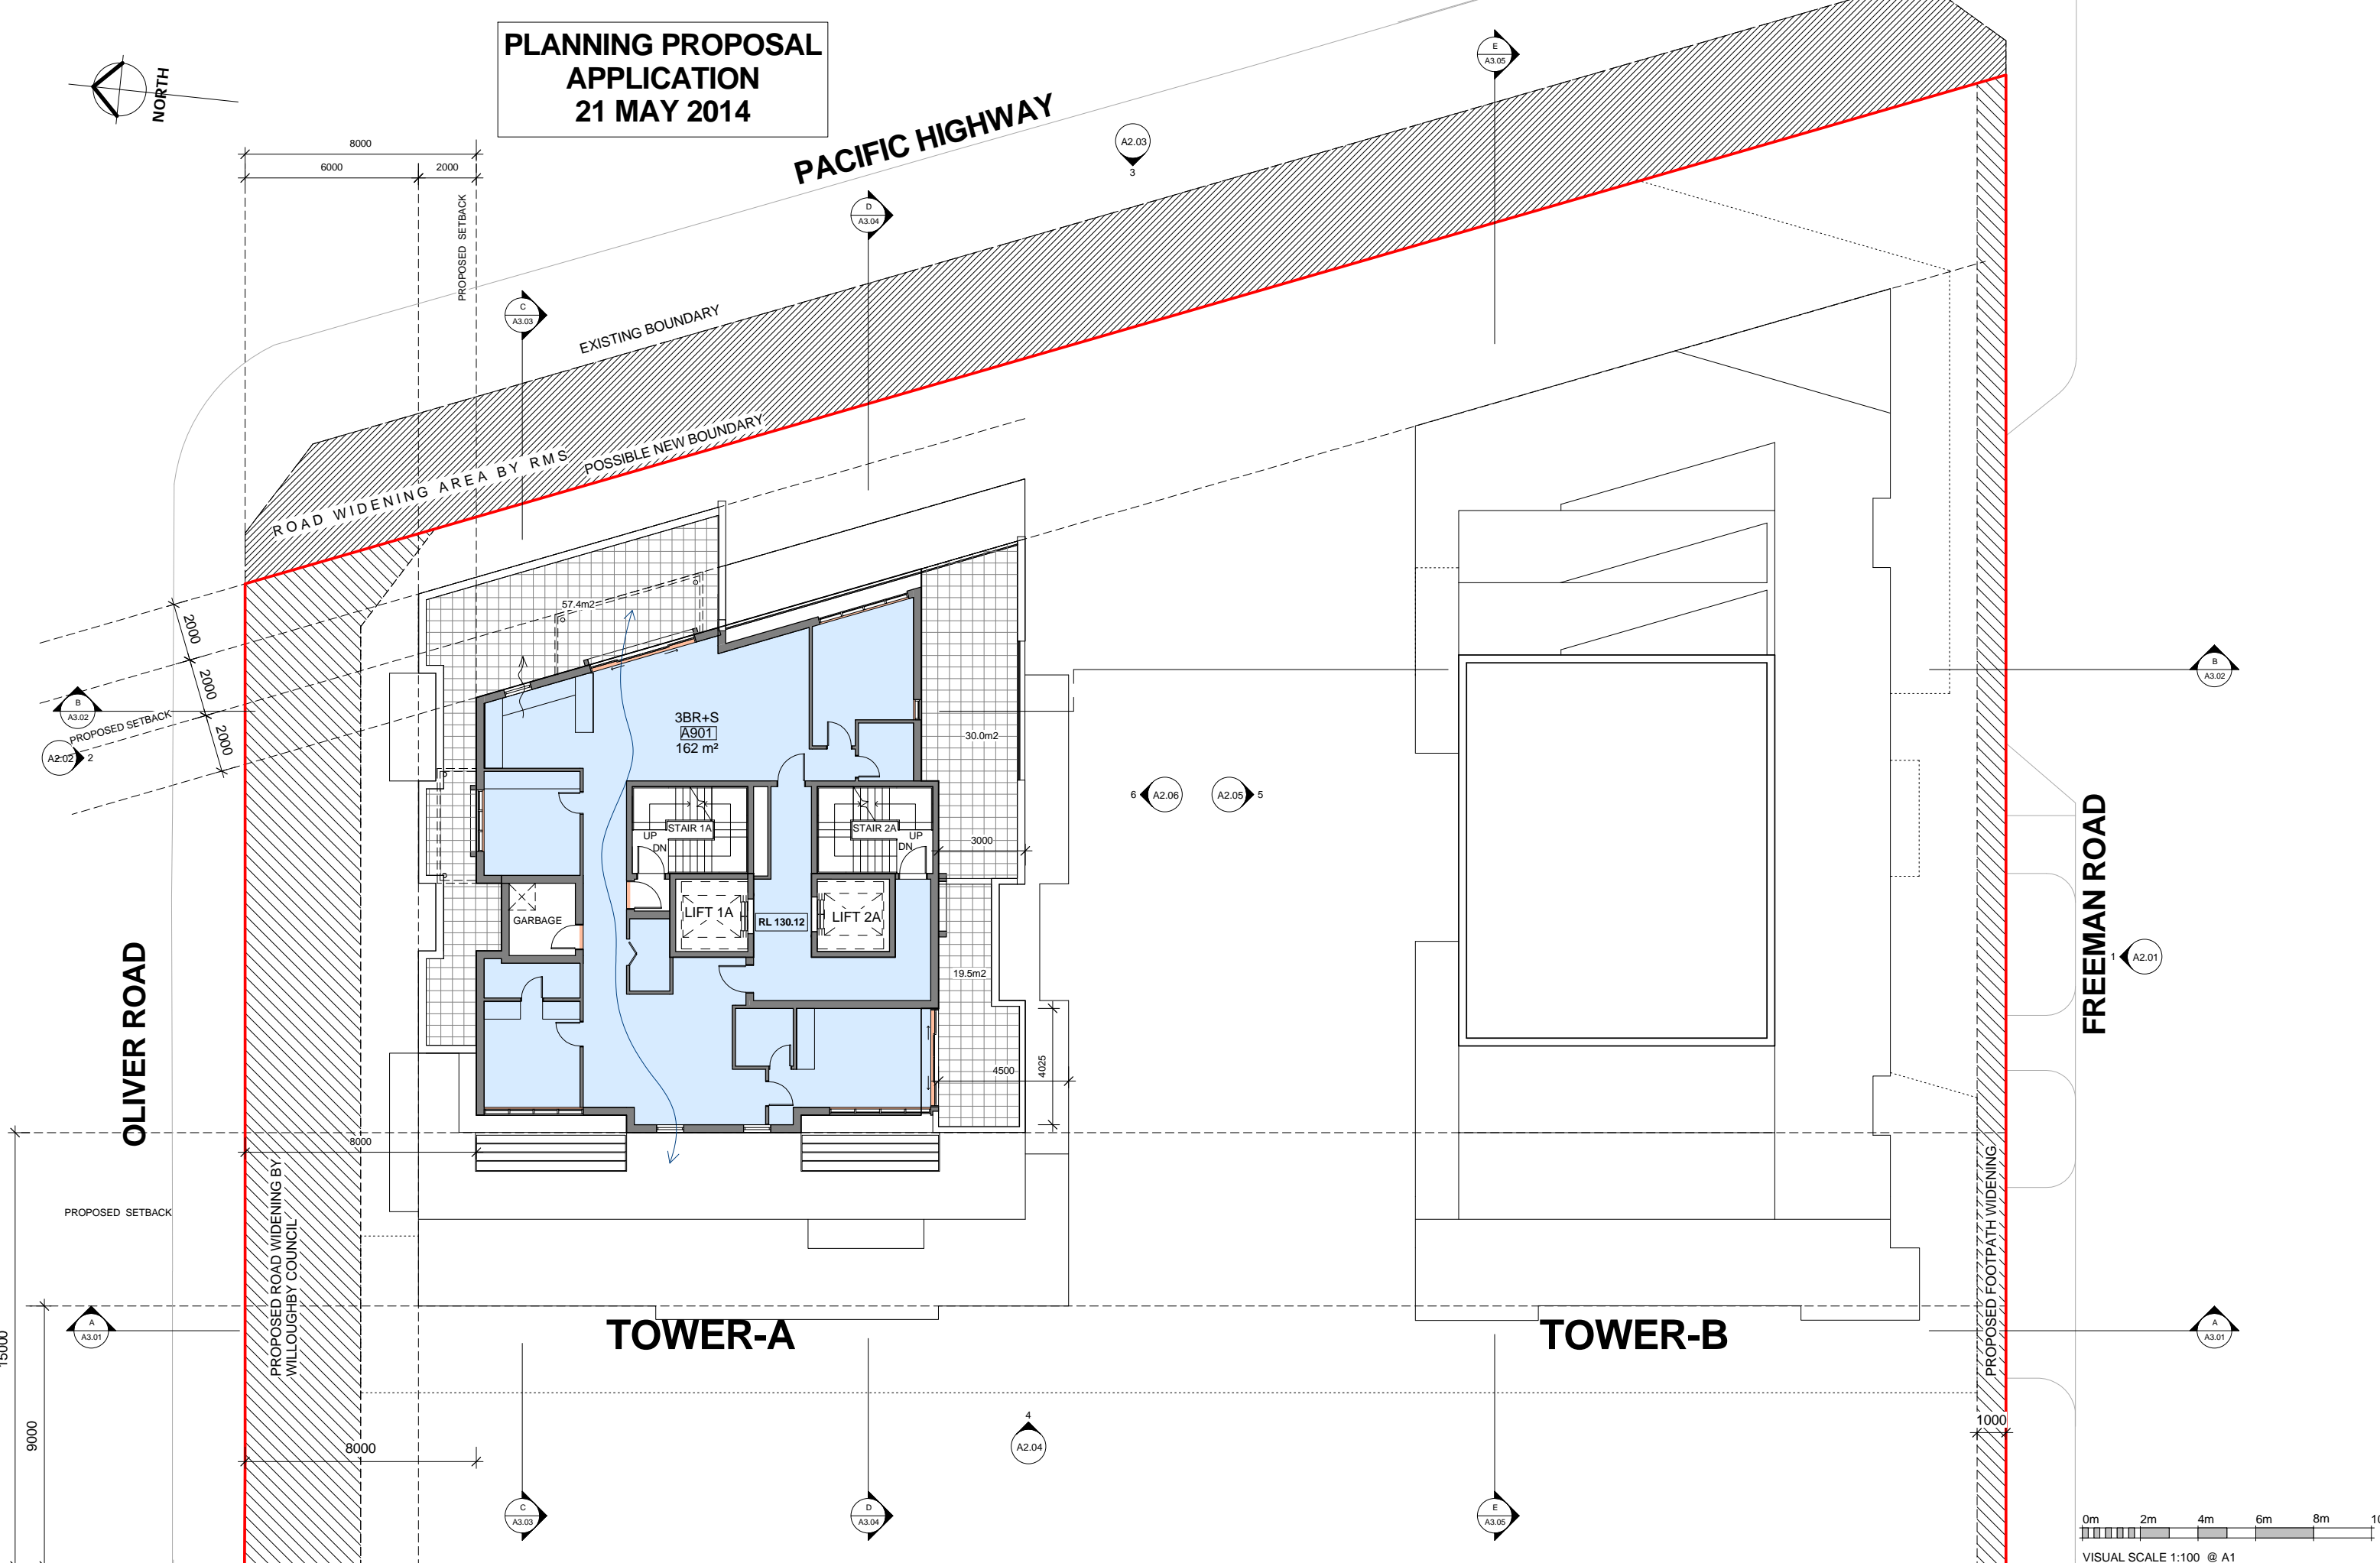 PLANNING PROPOSAL
APPLICATION
21 MAY 2014
NORTH
E
A3.05
PACIFIC HIGHWAY
A2.03
3
8000
6000
2000
PROPOSED SETBACK
D
A3.04
C
A3.03
EXISTING BOUNDARY
POSSIBLE NEW BOUNDARY
ROAD WIDENING AREA BY RMS
2000
2000
2000
57.4m2
B
A3.02
PROPOSED SETBACK
A2.02
2
3BR+S
A901
162 m²
30.0m2
B
A3.02
6
A2.06
A2.05
5
STAIR 1A
UP
DN
STAIR 2A
UP
DN
3000
GARBAGE
LIFT 1A
RL 130.12
LIFT 2A
19.5m2
OLIVER ROAD
FREEMAN ROAD
1
A2.01
4500
4025
8000
PROPOSED SETBACK
PROPOSED ROAD WIDENING BY
WILLOUGHBY COUNCIL
PROPOSED FOOTPATH WIDENING
A
A3.01
TOWER-A
TOWER-B
A
A3.01
15000
9000
8000
4
A2.04
1000
C
A3.03
D
A3.04
E
A3.05
0m 2m 4m 6m 8m
VISUAL SCALE 1:100 @ A1